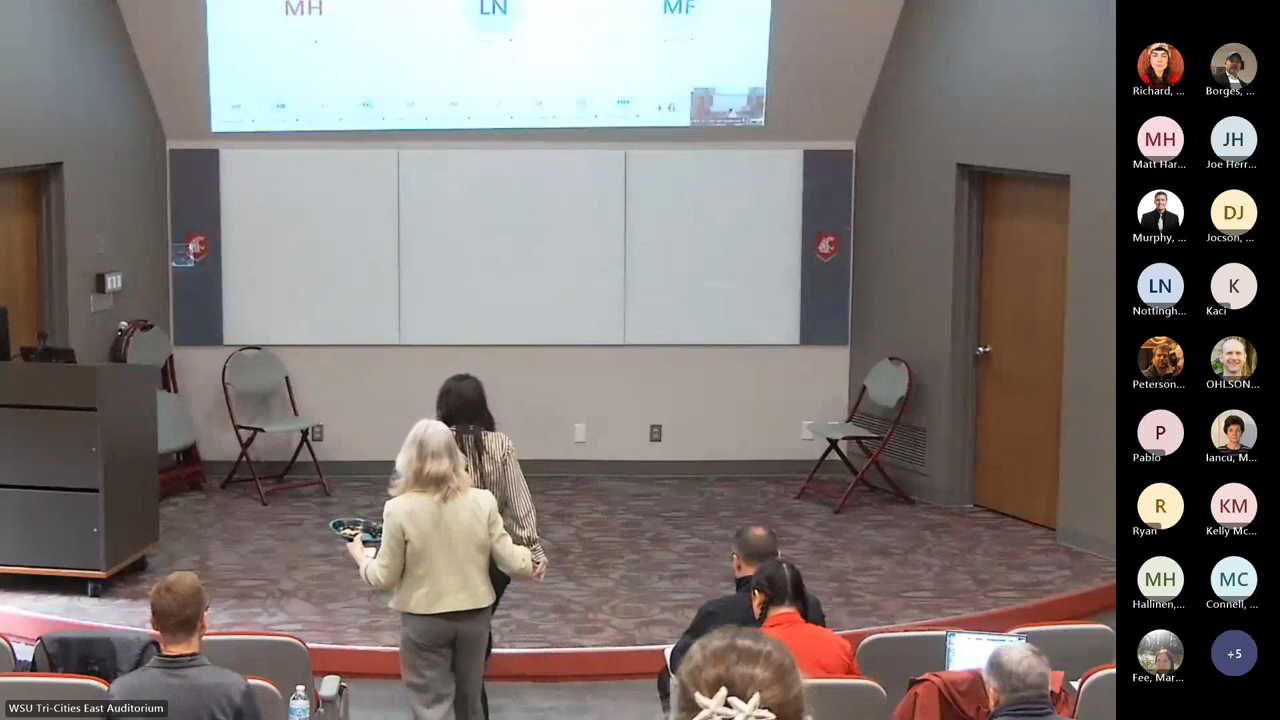 MH LN MF
+ 6
Richard, ... Borges, ...
MH JH
Matt Har... Joe Herr...
DJ
Murphy, ... Jocson, ...
LN K
Nottingh... Kaci
Peterson... OHLSON...
P
Pablo Iancu, M...
R KM
Ryan Kelly Mc...
MH MC
Hallinen,... Connell, ...
+5
Fee, Mar...
WSU Tri-Cities East Auditorium